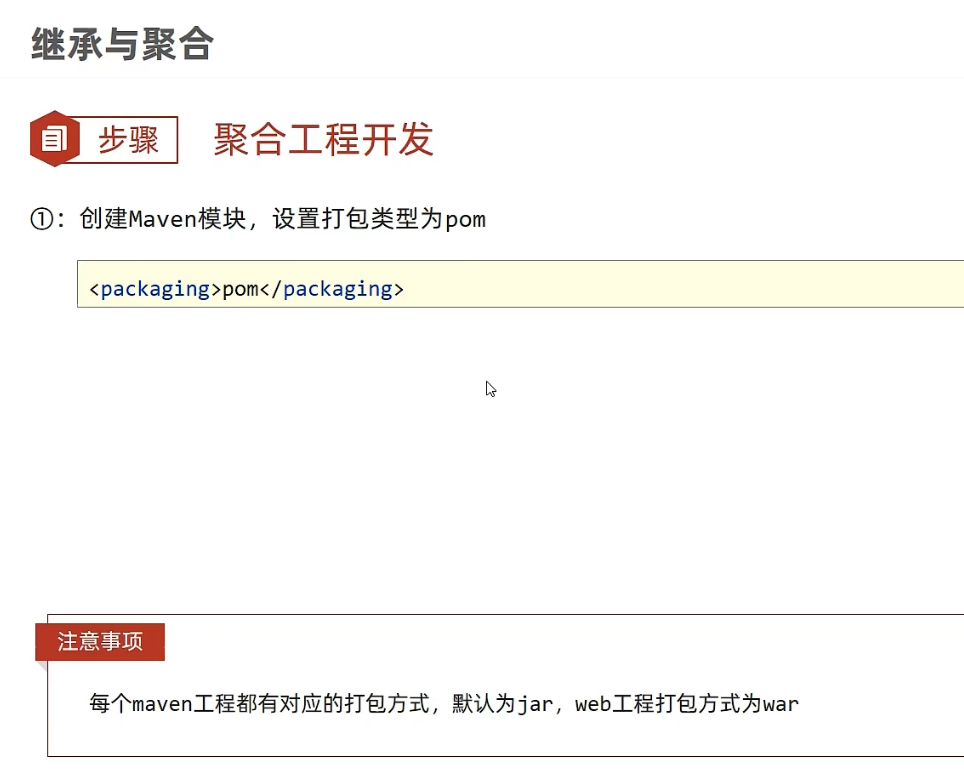 继承与聚合
步骤
聚合工程开发
①：创建Maven模块，设置打包类型为pom
<packaging>pom</packaging>
注意事项
每个maven工程都有对应的打包方式，默认为jar，web工程打包方式为war